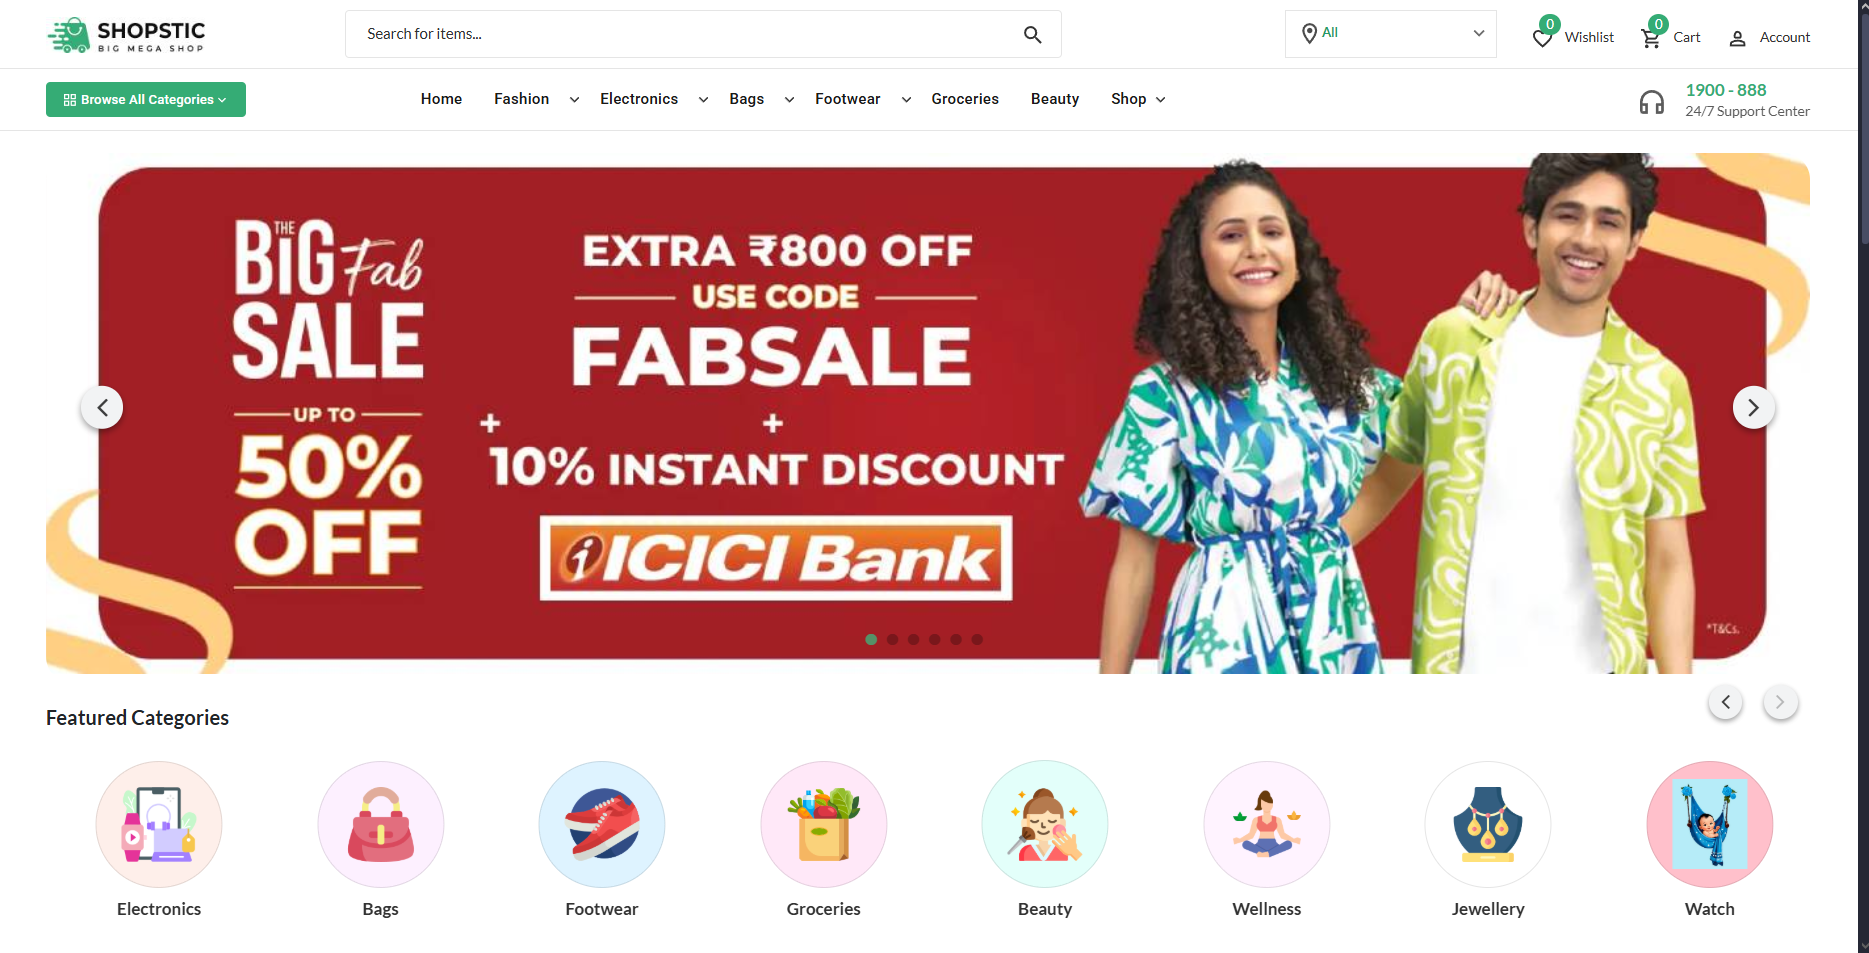 SHOPSTIC
BIG MEGA SHOP
Search for items...
All
0
Wishlist
0
Cart
Account
Browse All Categories
Home
Fashion
Electronics
Bags
Footwear
Groceries
Beauty
Shop
1900 - 888
24/7 Support Center
THE
BiG Fab
SALE
UP TO
50%
OFF
EXTRA ₹800 OFF
USE CODE
FABSALE
+ +
10% INSTANT DISCOUNT
i ICICI Bank
*T&Cs.
Featured Categories
Electronics
Bags
Footwear
Groceries
Beauty
Wellness
Jewellery
Watch